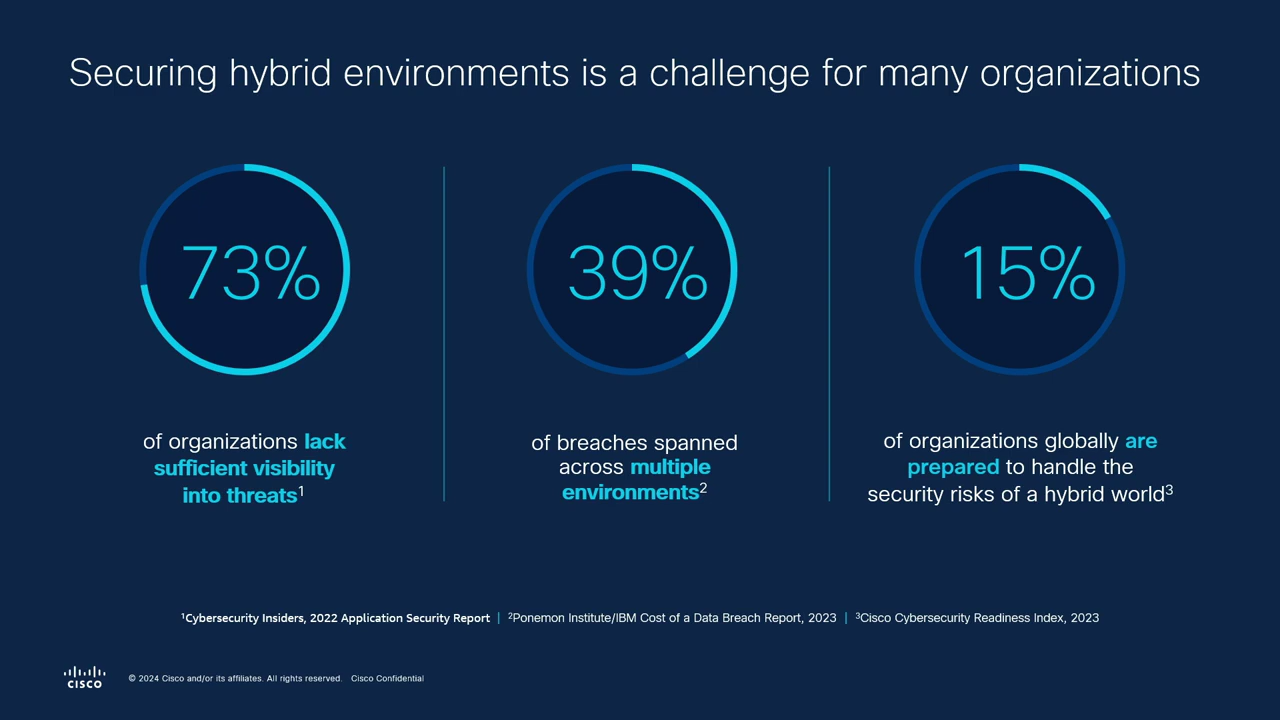 Securing hybrid environments is a challenge for many organizations
73%
of organizations lack
sufficient visibility
into threats¹
39%
of breaches spanned
across multiple
environments²
15%
of organizations globally are
prepared to handle the
security risks of a hybrid world³
¹Cybersecurity Insiders, 2022 Application Security Report | ²Ponemon Institute/IBM Cost of a Data Breach Report, 2023 | ³Cisco Cybersecurity Readiness Index, 2023
CISCO
© 2024 Cisco and/or its affiliates. All rights reserved. Cisco Confidential